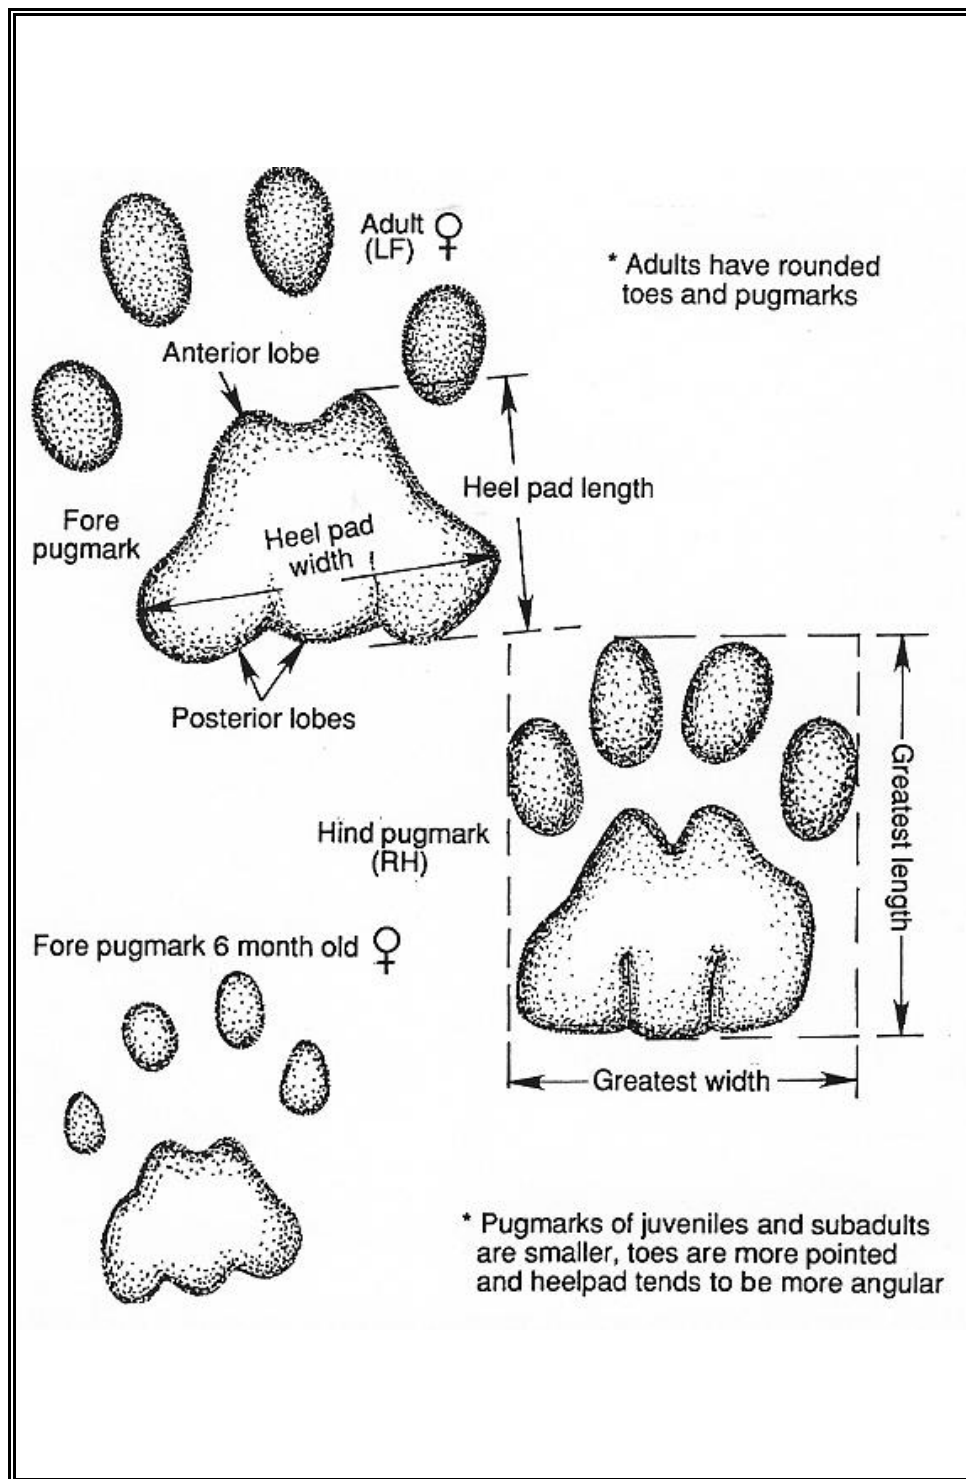 Adult ♀
(LF)
* Adults have rounded
toes and pugmarks
Anterior lobe
Heel pad length
Fore
pugmark
Heel pad
width
Posterior lobes
Greatest length
Hind pugmark
(RH)
Fore pugmark 6 month old ♀
Greatest width
* Pugmarks of juveniles and subadults
are smaller, toes are more pointed
and heelpad tends to be more angular